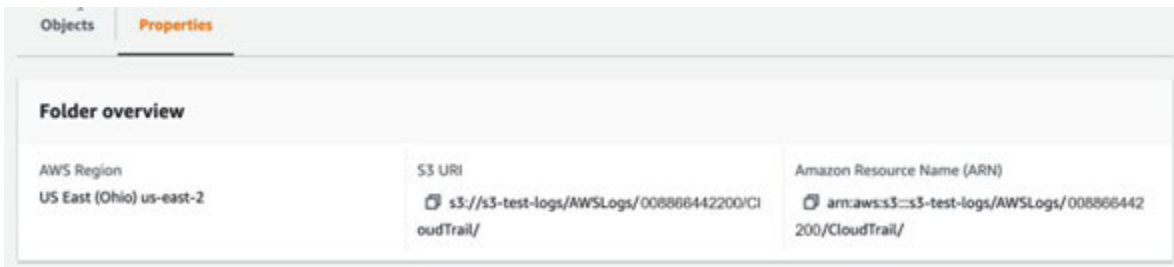 Objects Properties
Folder overview
AWS Region
US East (Ohio) us-east-2
S3 URI
s3://s3-test-logs/AWSLogs/008866442200/Cl
oudTrail/
Amazon Resource Name (ARN)
arn:aws:s3:::s3-test-logs/AWSLogs/008866442
200/CloudTrail/